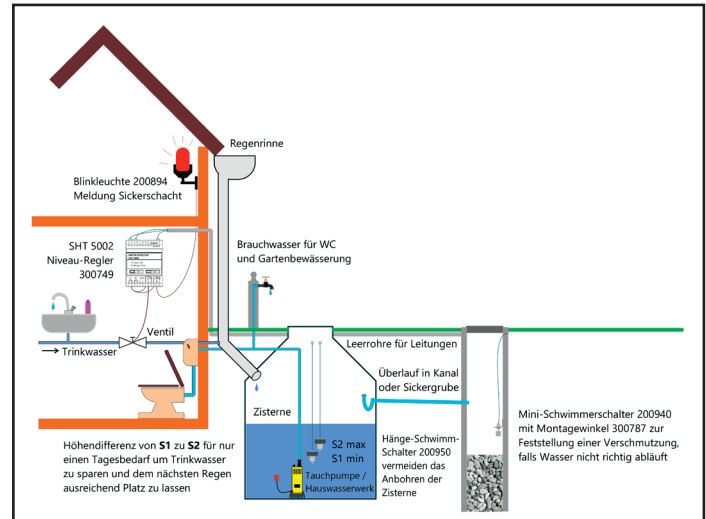 Regenrinne
Blinkleuchte 200894
Meldung Sickerschacht
SHT 5002
Niveau-Regler
300749
Brauchwasser für WC
und Gartenbewässerung
Ventil
Trinkwasser
Leerrohre für Leitungen
Überlauf in Kanal
oder Sickergrube
Zisterne
Mini-Schwimmerschalter 200940
mit Montagewinkel 300787 zur
Feststellung einer Verschmutzung,
falls Wasser nicht richtig abläuft
Höhendifferenz von S1 zu S2 für nur
einen Tagesbedarf um Trinkwasser
zu sparen und dem nächsten Regen
ausreichend Platz zu lassen
S2 max
S1 min
Tauchpumpe /
Hauswasserwerk
Hänge-Schwimm-
Schalter 200950
vermeiden das
Anbohren der
Zisterne